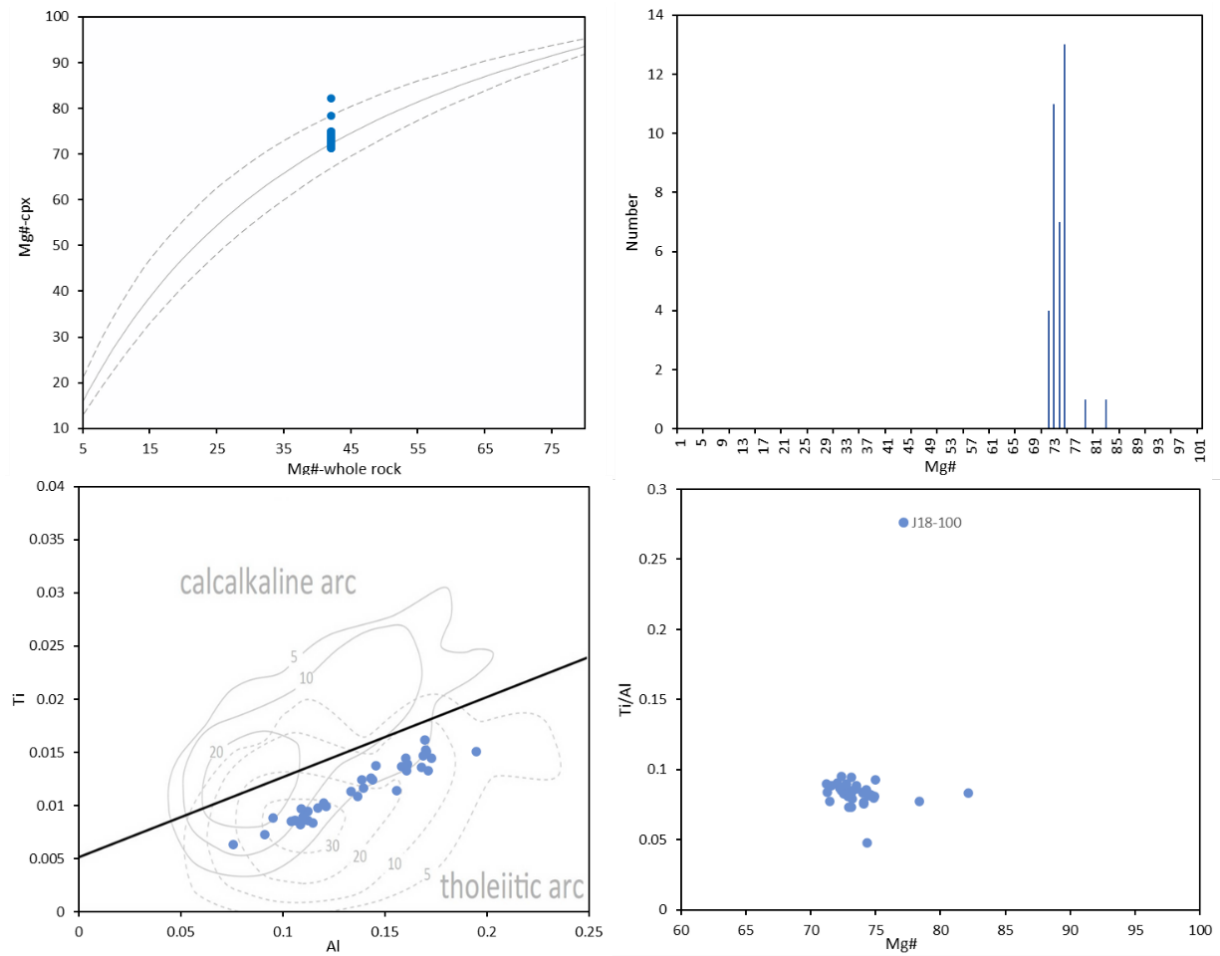 100
90
80
70
60
50
40
30
20
10
5 15 25 35 45 55 65 75
Mg#-cpx
Mg#-whole rock
14
12
10
8
6
4
2
0
1 5 9 13 17 21 25 29 33 37 41 45 49 53 57 61 65 69 73 77 81 85 89 93 97 101
Number
Mg#
0.04
0.035
0.03
0.025
0.02
0.015
0.01
0.005
0
0 0.05 0.1 0.15 0.2 0.25
Ti
Al
calcalkaline arc
5
10
20
30
20
10
5
tholeiitic arc
0.3
0.25
0.2
0.15
0.1
0.05
0
60 65 70 75 80 85 90 95 100
Ti/Al
Mg#
J18-100